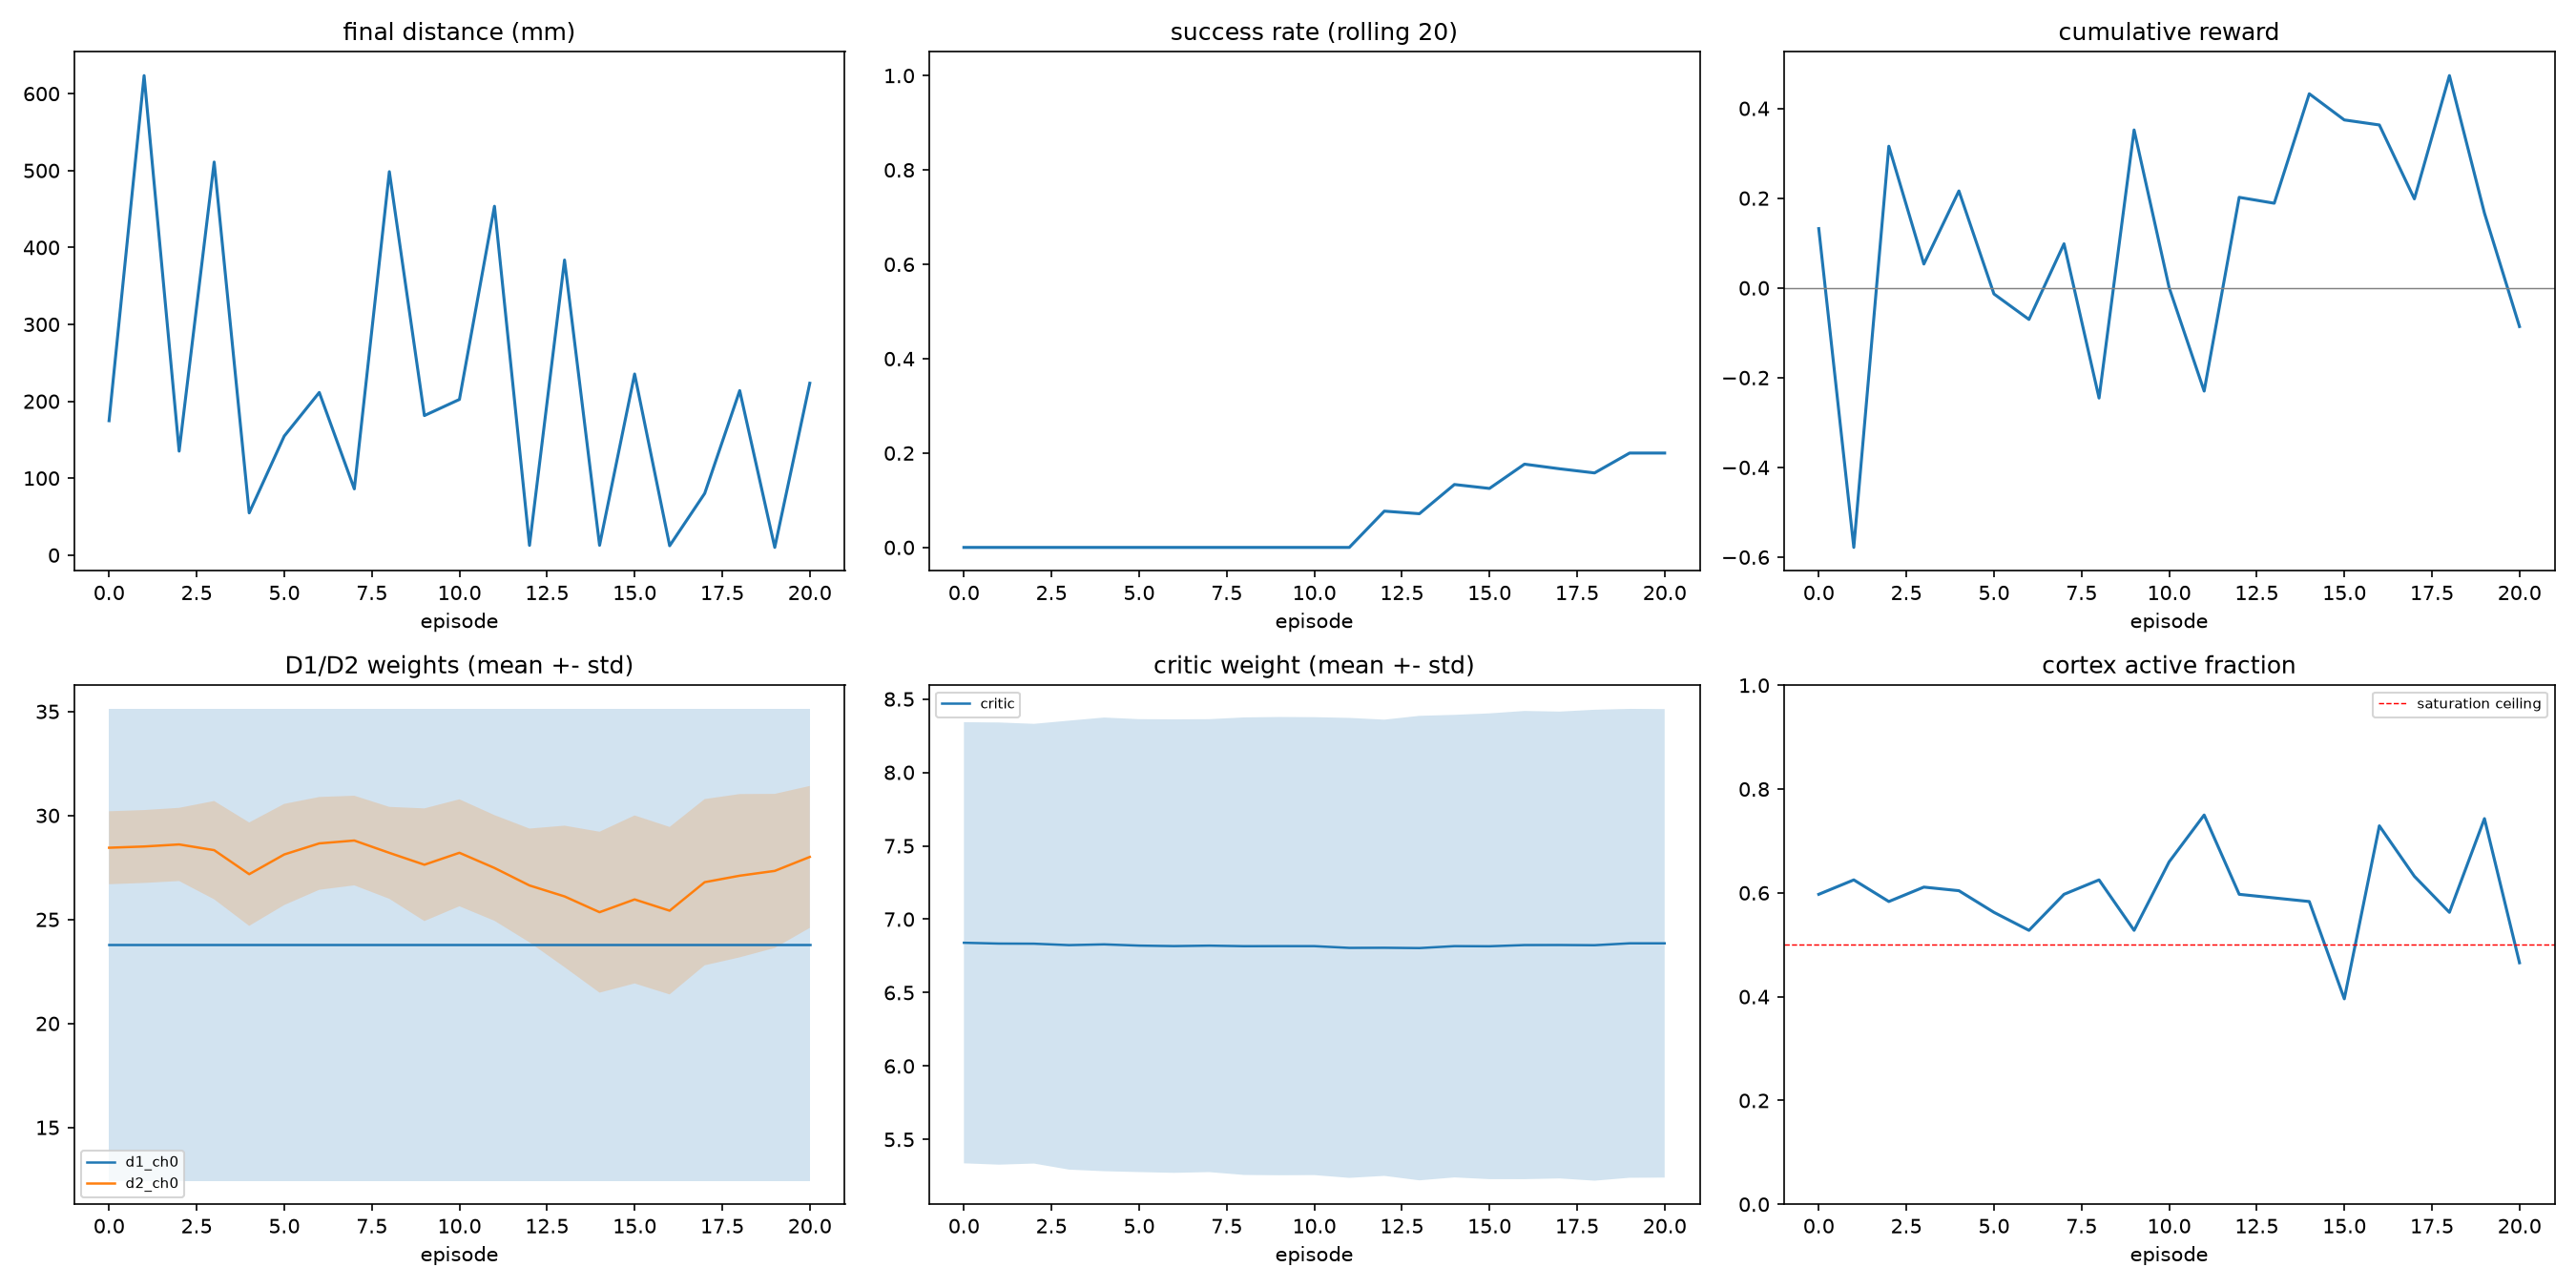 final distance (mm)
600
500
400
300
200
100
0
0.0 2.5 5.0 7.5 10.0 12.5 15.0 17.5 20.0
episode
success rate (rolling 20)
1.0
0.8
0.6
0.4
0.2
0.0
0.0 2.5 5.0 7.5 10.0 12.5 15.0 17.5 20.0
episode
cumulative reward
0.4
0.2
0.0
−0.2
−0.4
−0.6
0.0 2.5 5.0 7.5 10.0 12.5 15.0 17.5 20.0
episode
D1/D2 weights (mean +- std)
35
30
25
20
15
d1_ch0
d2_ch0
0.0 2.5 5.0 7.5 10.0 12.5 15.0 17.5 20.0
episode
critic weight (mean +- std)
critic
8.5
8.0
7.5
7.0
6.5
6.0
5.5
0.0 2.5 5.0 7.5 10.0 12.5 15.0 17.5 20.0
episode
cortex active fraction
saturation ceiling
1.0
0.8
0.6
0.4
0.2
0.0
0.0 2.5 5.0 7.5 10.0 12.5 15.0 17.5 20.0
episode